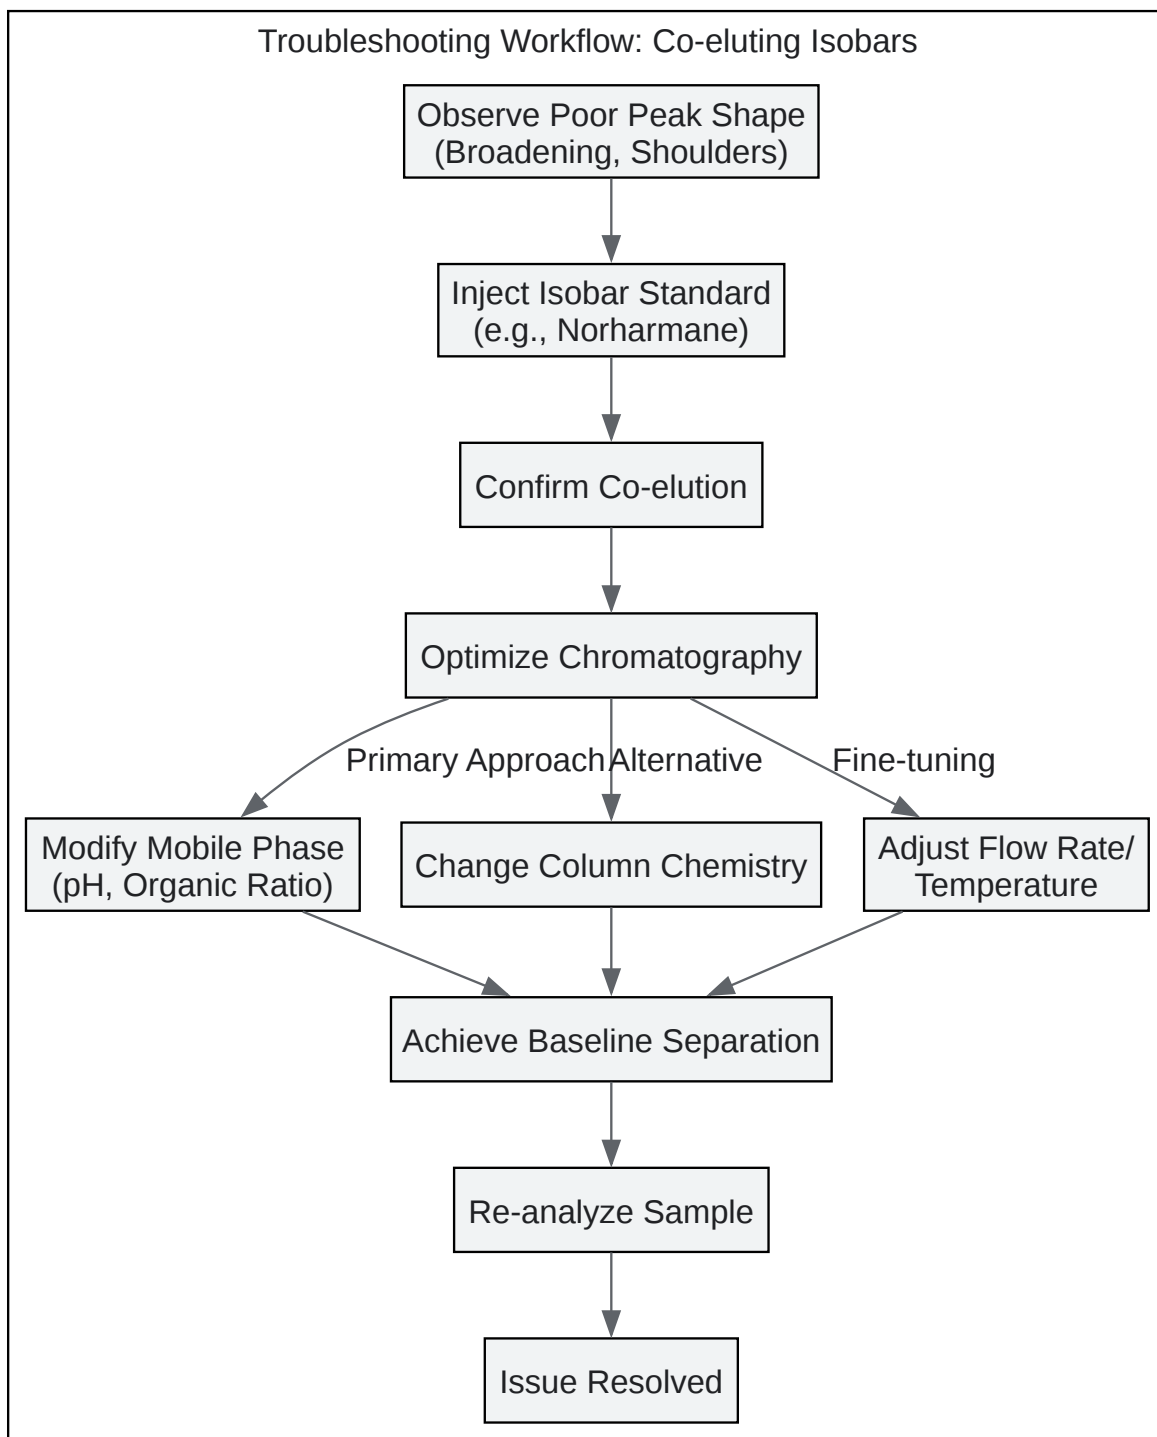 Troubleshooting Workflow: Co-eluting Isobars
Observe Poor Peak Shape
(Broadening, Shoulders)
Inject Isobar Standard
(e.g., Norharmane)
Confirm Co-elution
Optimize Chromatography
Primary Approach
Alternative
Fine-tuning
Modify Mobile Phase
(pH, Organic Ratio)
Change Column Chemistry
Adjust Flow Rate/
Temperature
Achieve Baseline Separation
Re-analyze Sample
Issue Resolved